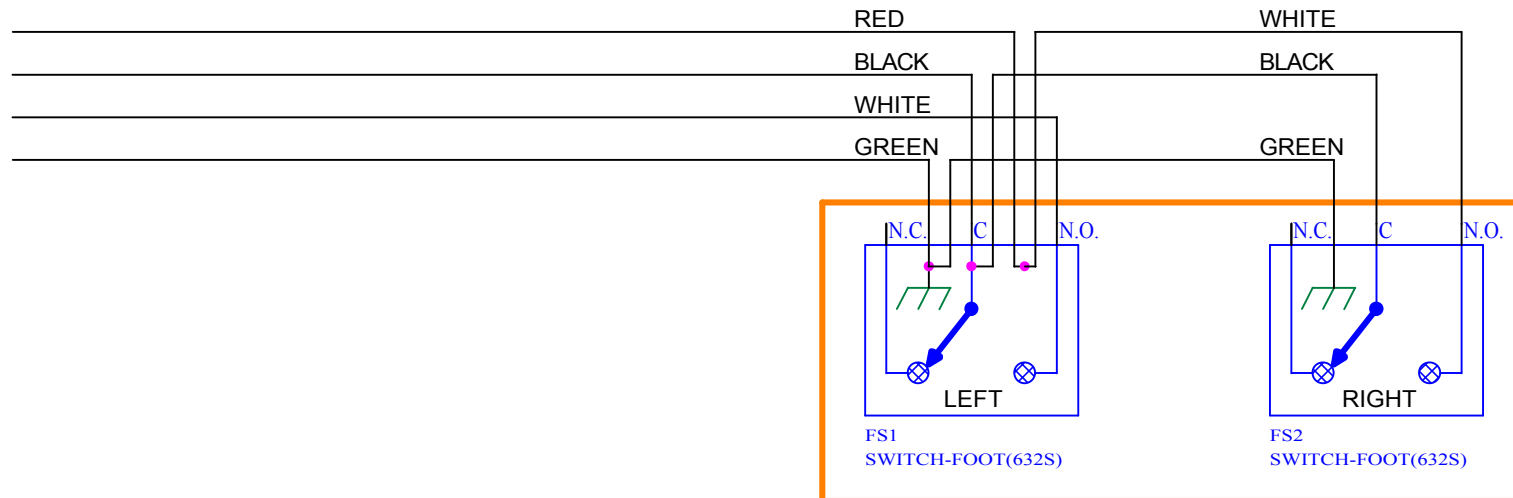 RED
WHITE
BLACK
BLACK
WHITE
GREEN
GREEN
N.C. C N.O.
N.C. C N.O.
LEFT
RIGHT
FS1
SWITCH-FOOT(632S)
FS2
SWITCH-FOOT(632S)